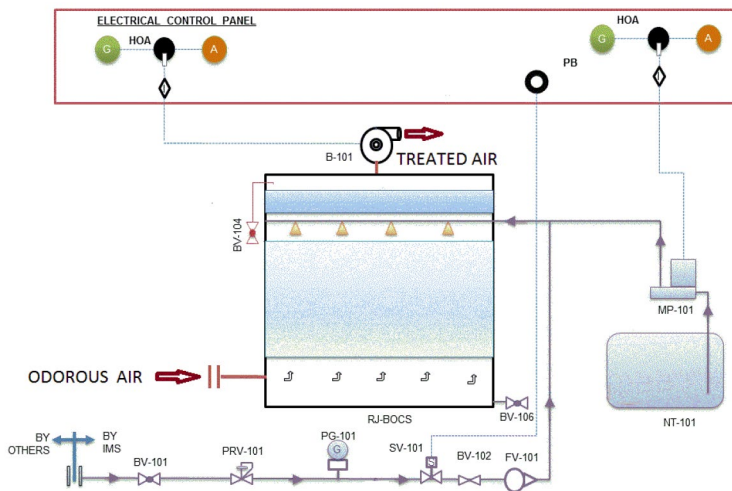 ELECTRICAL CONTROL PANEL
HOA
G
A
HOA
G
A
PB
B-101
TREATED AIR
BV-104
MP-101
ODOROUS AIR
RJ-BOCS
BV-106
NT-101
BY OTHERS
BY IMS
BV-101
PRV-101
PG-101
G
SV-101
S
BV-102
FV-101